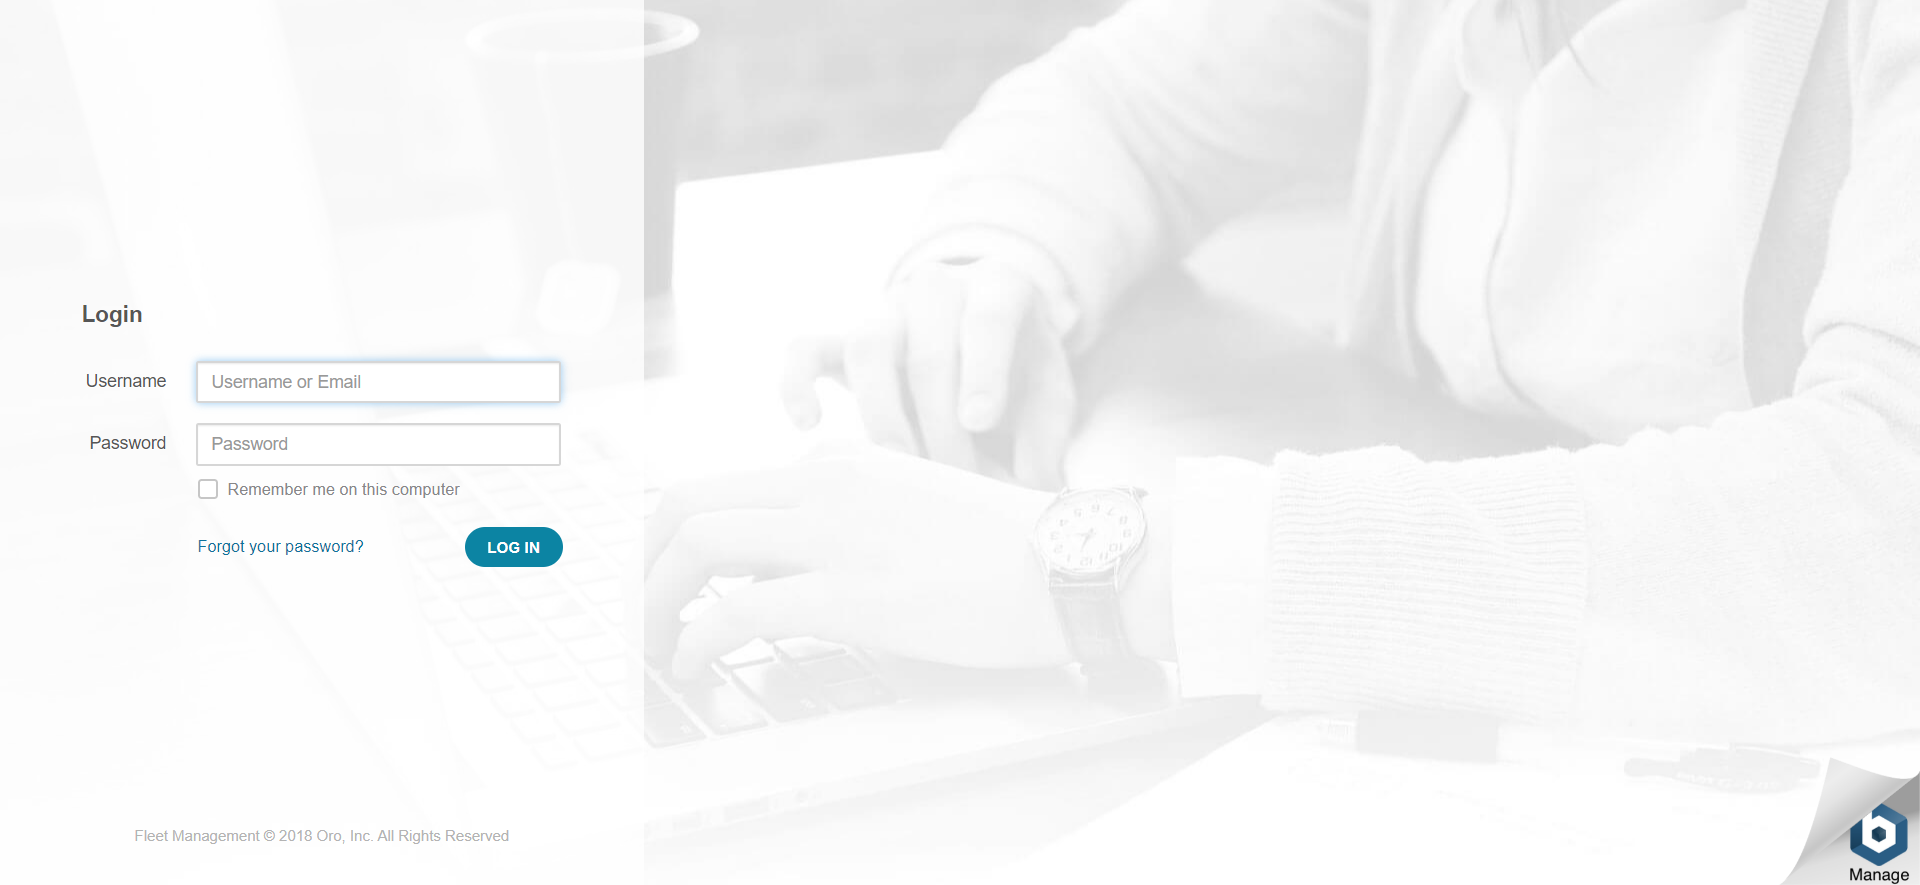 Login
Username
Username or Email
Password
Password
Remember me on this computer
Forgot your password?
LOG IN
Fleet Management © 2018 Oro, Inc. All Rights Reserved
Manage